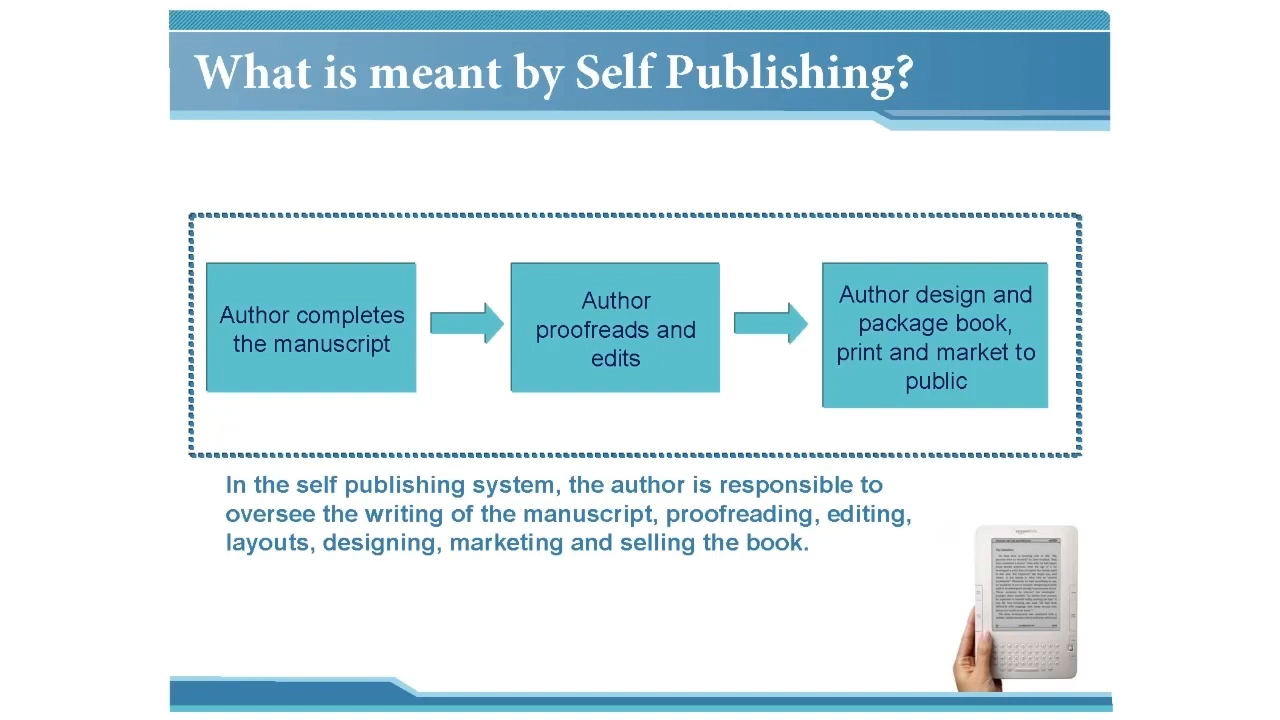 What is meant by Self Publishing?
Author completes
the manuscript
Author
proofreads and
edits
Author design and
package book,
print and market to
public
In the self publishing system, the author is responsible to
oversee the writing of the manuscript, proofreading, editing,
layouts, designing, marketing and selling the book.